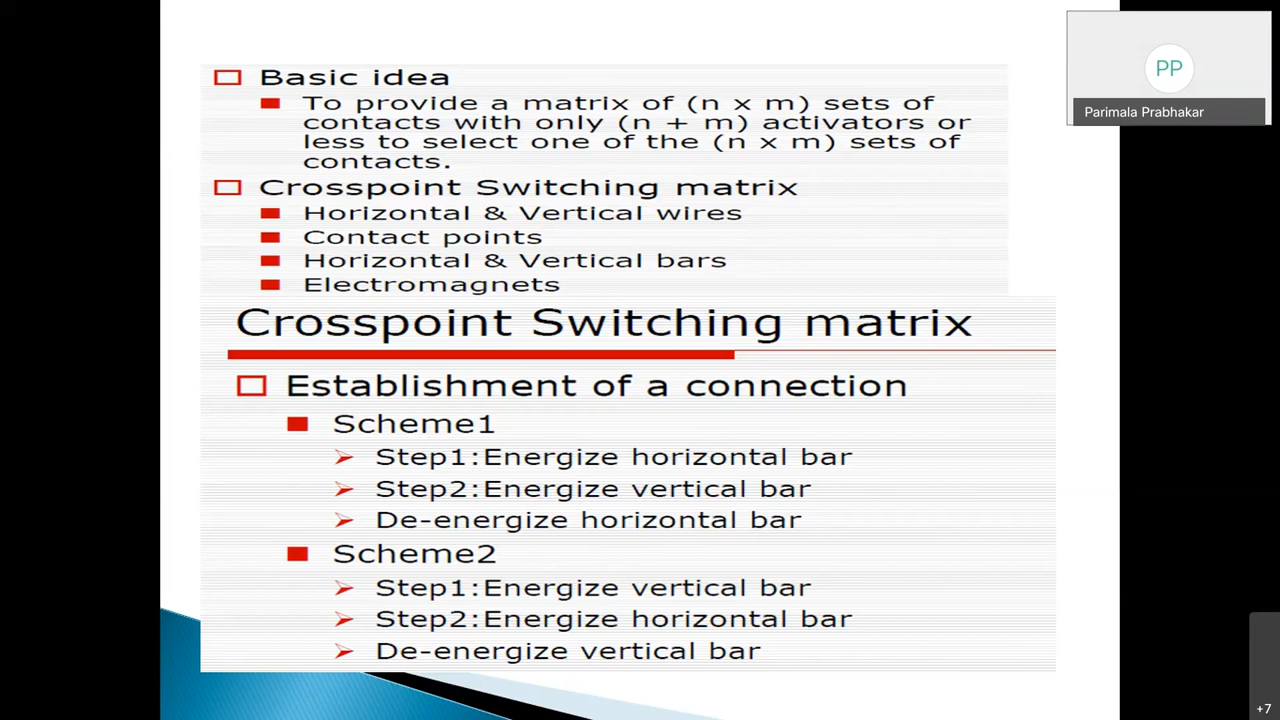 Basic idea
To provide a matrix of (n x m) sets of
contacts with only (n + m) activators or
less to select one of the (n x m) sets of
contacts.
Crosspoint Switching matrix
Horizontal & Vertical wires
Contact points
Horizontal & Vertical bars
Electromagnets
Crosspoint Switching matrix
Establishment of a connection
Scheme1
Step1:Energize horizontal bar
Step2:Energize vertical bar
De-energize horizontal bar
Scheme2
Step1:Energize vertical bar
Step2:Energize horizontal bar
De-energize vertical bar
PP
Parimala Prabhakar
+7